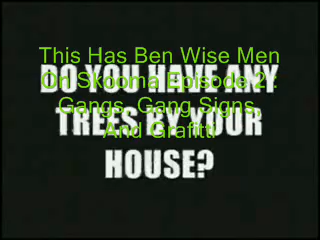 This Has Ben Wise Men
On Skooma Episode 2:
Gangs, Gang Signs,
And Grafitti
DO YOU HAVE ANY
TREES BY YOUR
HOUSE?